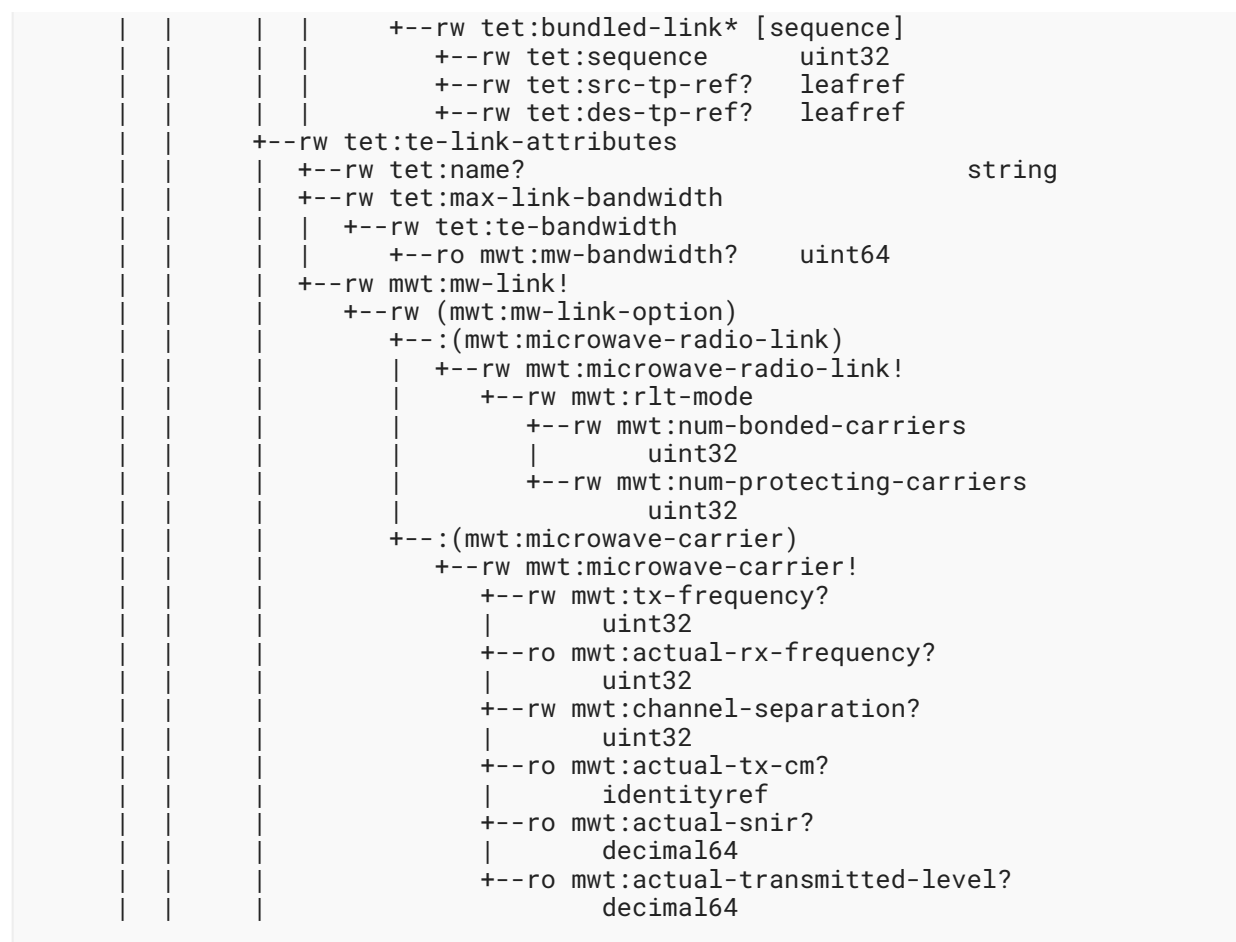 |  |     |  |     +--rw tet:bundled-link* [sequence]
|  |     |  |        +--rw tet:sequence      uint32
|  |     |  |        +--rw tet:src-tp-ref?   leafref
|  |     |  |        +--rw tet:des-tp-ref?   leafref
|  |     +--rw tet:te-link-attributes
|  |     |  +--rw tet:name?                             string
|  |     |  +--rw tet:max-link-bandwidth
|  |     |  |  +--rw tet:te-bandwidth
|  |     |  |     +--ro mwt:mw-bandwidth?    uint64
|  |     |  +--rw mwt:mw-link!
|  |     |     +--rw (mwt:mw-link-option)
|  |     |        +--:(mwt:microwave-radio-link)
|  |     |        |  +--rw mwt:microwave-radio-link!
|  |     |        |     +--rw mwt:rlt-mode
|  |     |        |        +--rw mwt:num-bonded-carriers
|  |     |        |        |       uint32
|  |     |        |        +--rw mwt:num-protecting-carriers
|  |     |        |                uint32
|  |     |        +--:(mwt:microwave-carrier)
|  |     |           +--rw mwt:microwave-carrier!
|  |     |              +--rw mwt:tx-frequency?
|  |     |              |       uint32
|  |     |              +--ro mwt:actual-rx-frequency?
|  |     |              |       uint32
|  |     |              +--rw mwt:channel-separation?
|  |     |              |       uint32
|  |     |              +--ro mwt:actual-tx-cm?
|  |     |              |       identityref
|  |     |              +--ro mwt:actual-snir?
|  |     |              |       decimal64
|  |     |              +--ro mwt:actual-transmitted-level?
|  |     |                      decimal64